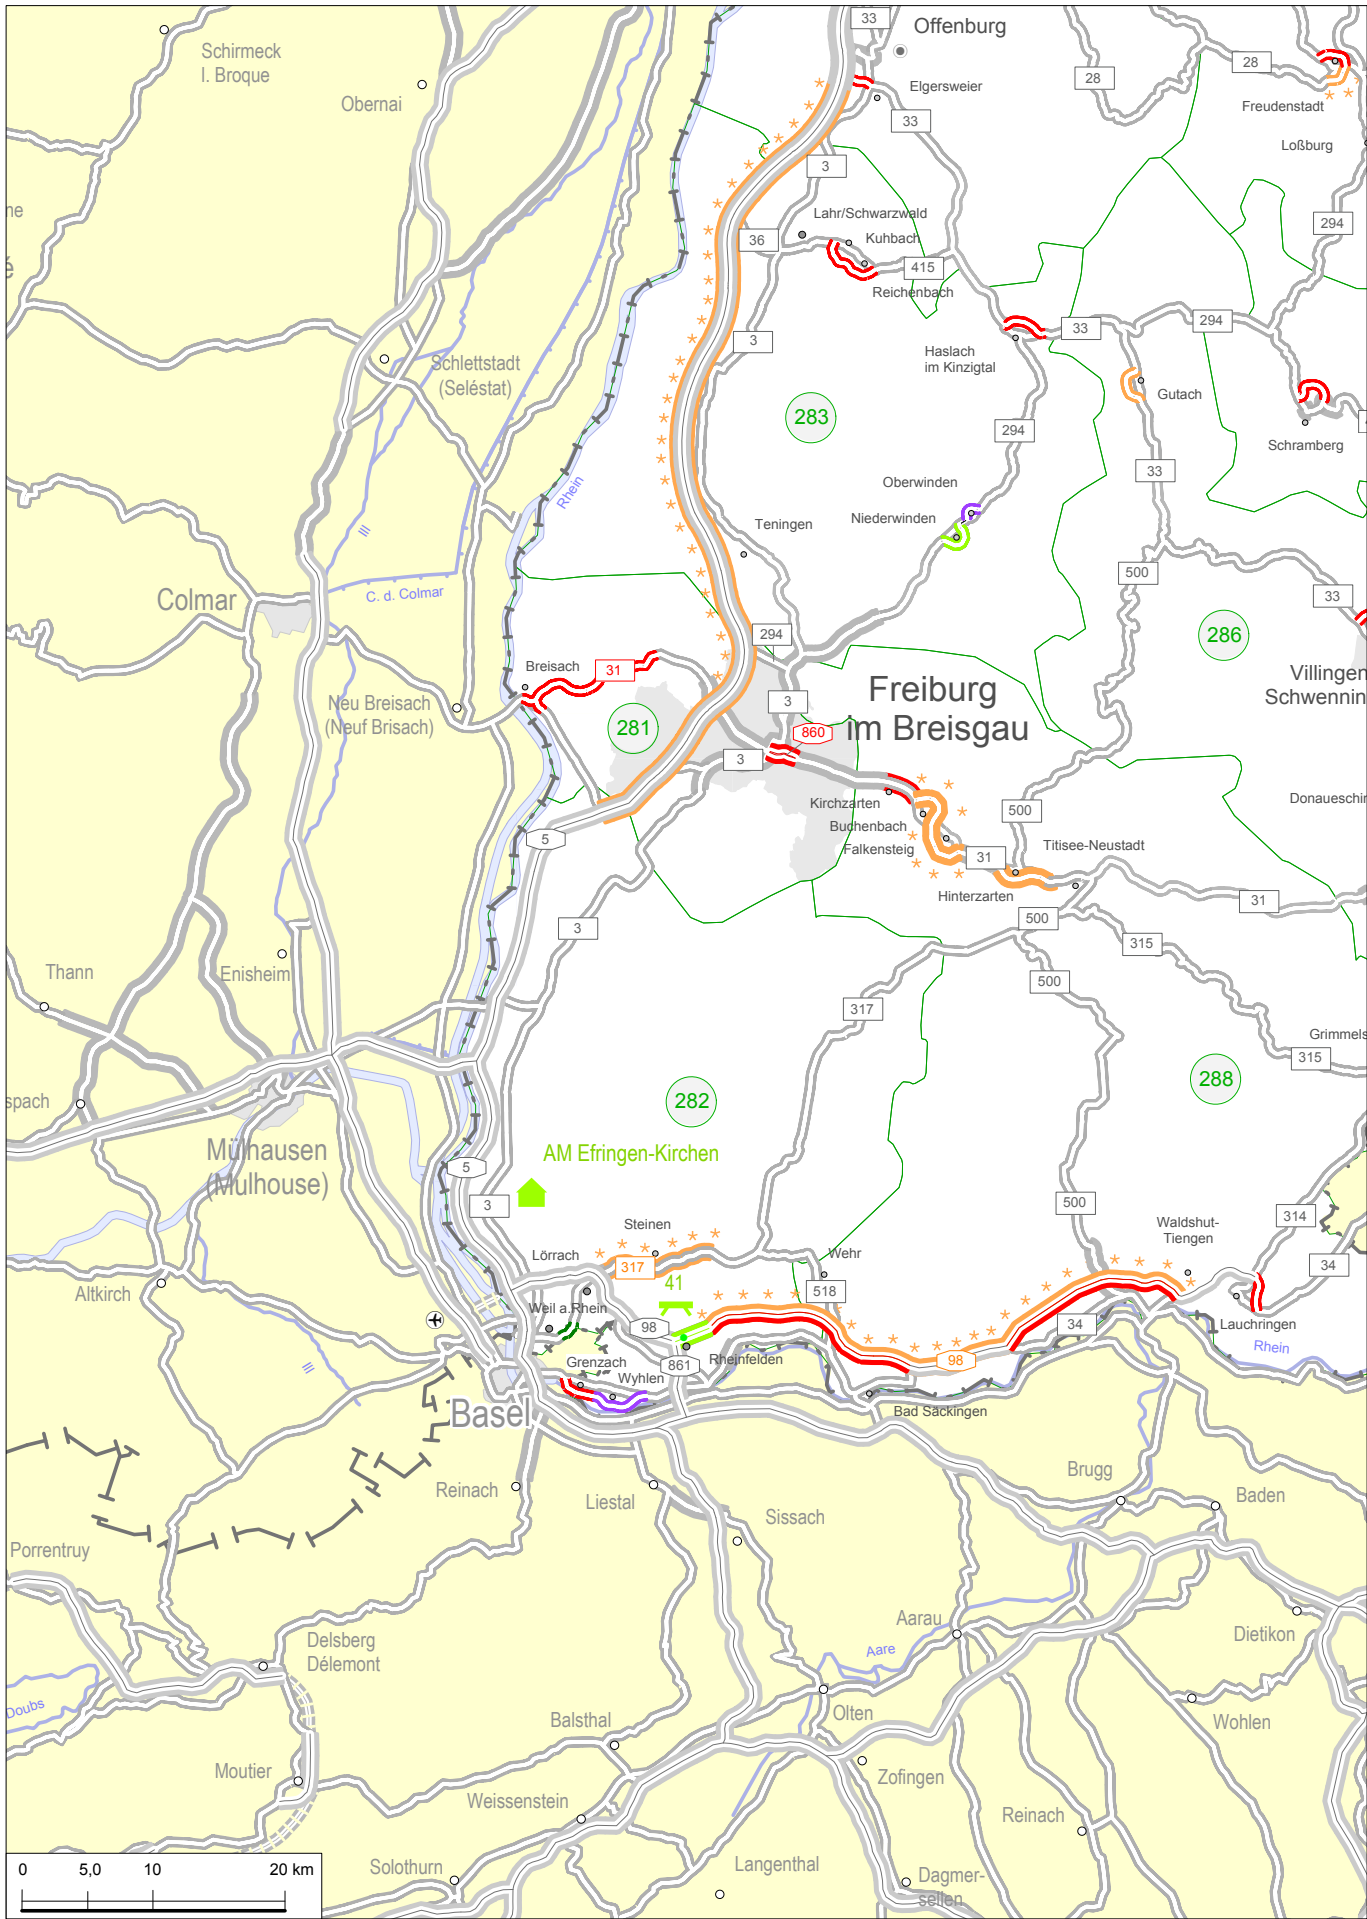 33
Offenburg
Schirmeck
l. Broque
28
28
Obernai
Elgersweier
Freudenstadt
33
Loßburg
3
ne
Lahr/Schwarzwald
294
36
Kuhbach
415
é
Reichenbach
3
33
294
Haslach
im Kinzigtal
Schlettstadt
(Seléstat)
Gutach
283
294
Schramberg
33
Oberwinden
Rhein
Niederwinden
Teningen
Ill
500
C. d. Colmar
Colmar
33
294
286
Breisach
31
Villingen
Schwennin
Freiburg
im Breisgau
Neu Breisach
(Neuf Brisach)
3
281
860
3
Kirchzarten
Donaueschin
500
Buchenbach
5
Falkensteig
31
Titisee-Neustadt
Hinterzarten
31
500
3
315
Thann
Enisheim
500
317
Grimmels
315
288
spach
282
Mülhausen
(Mulhouse)
AM Efringen-Kirchen
5
3
500
314
Steinen
Waldshut-
Tiengen
Lörrach
Wehr
317
34
41
518
Altkirch
Weil a.Rhein
98
34
Lauchringen
Rhein
Rheinfelden
98
861
Grenzach
Wyhlen
Ill
Basel
Bad Säckingen
Brugg
Reinach
Liestal
Baden
Sissach
Porrentruy
Aarau
Dietikon
Delsberg
Délemont
Aare
Doubs
Olten
Wohlen
Balsthal
Moutier
Zofingen
Weissenstein
Reinach
Solothurn
Langenthal
Dagmer-
sellen
0 5,0 10 20 km